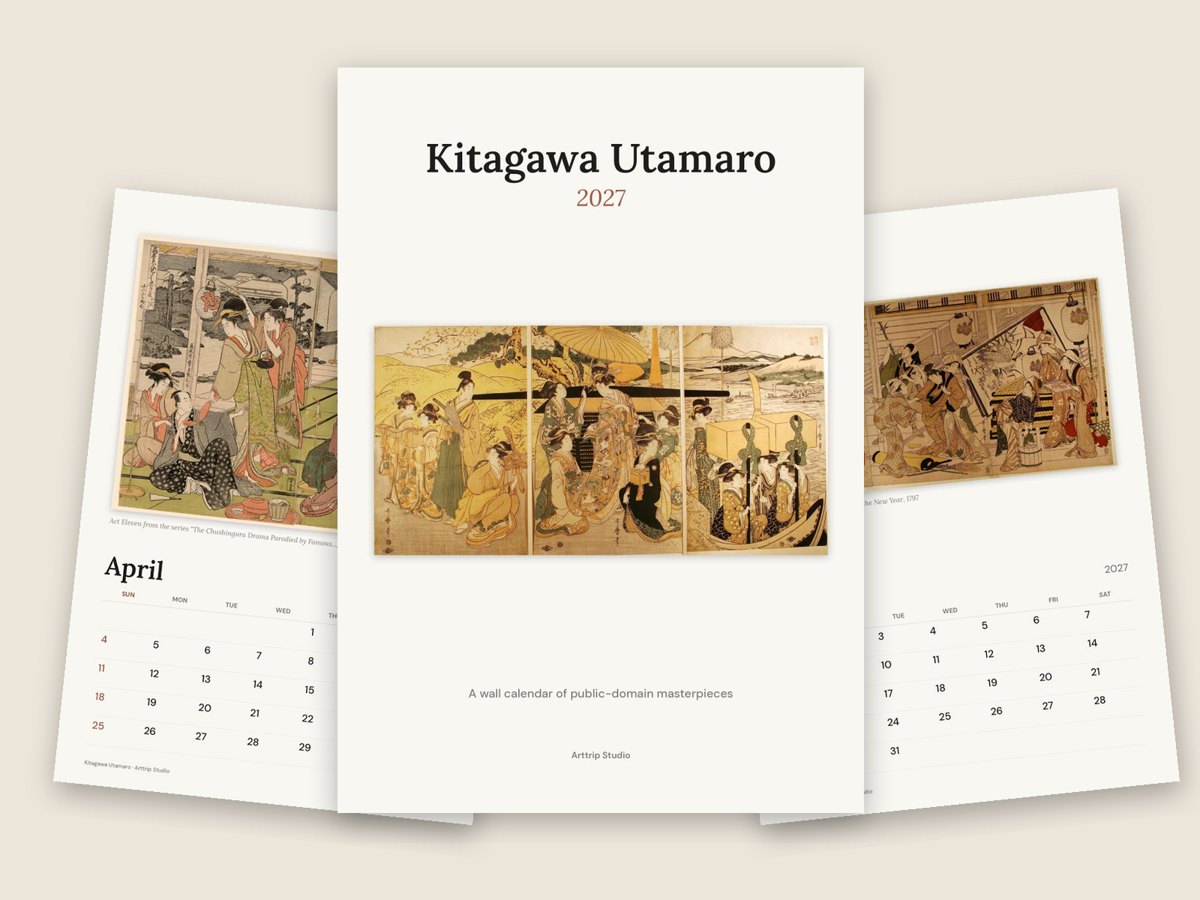 Kitagawa Utamaro
2027
A wall calendar of public-domain masterpieces
Arttrip Studio
Act Eleven from the series "The Chushingura Drama Parodied by Famous...
April
SUN MON TUE WED
1
4 5 6 7 8
11 12 13 14 15
18 19 20 21 22
25 26 27 28 29
Kitagawa Utamaro · Arttrip Studio
the New Year, 1797
2027
TUE WED THU FRI SAT
3 4 5 6 7
10 11 12 13 14
17 18 19 20 21
24 25 26 27 28
31